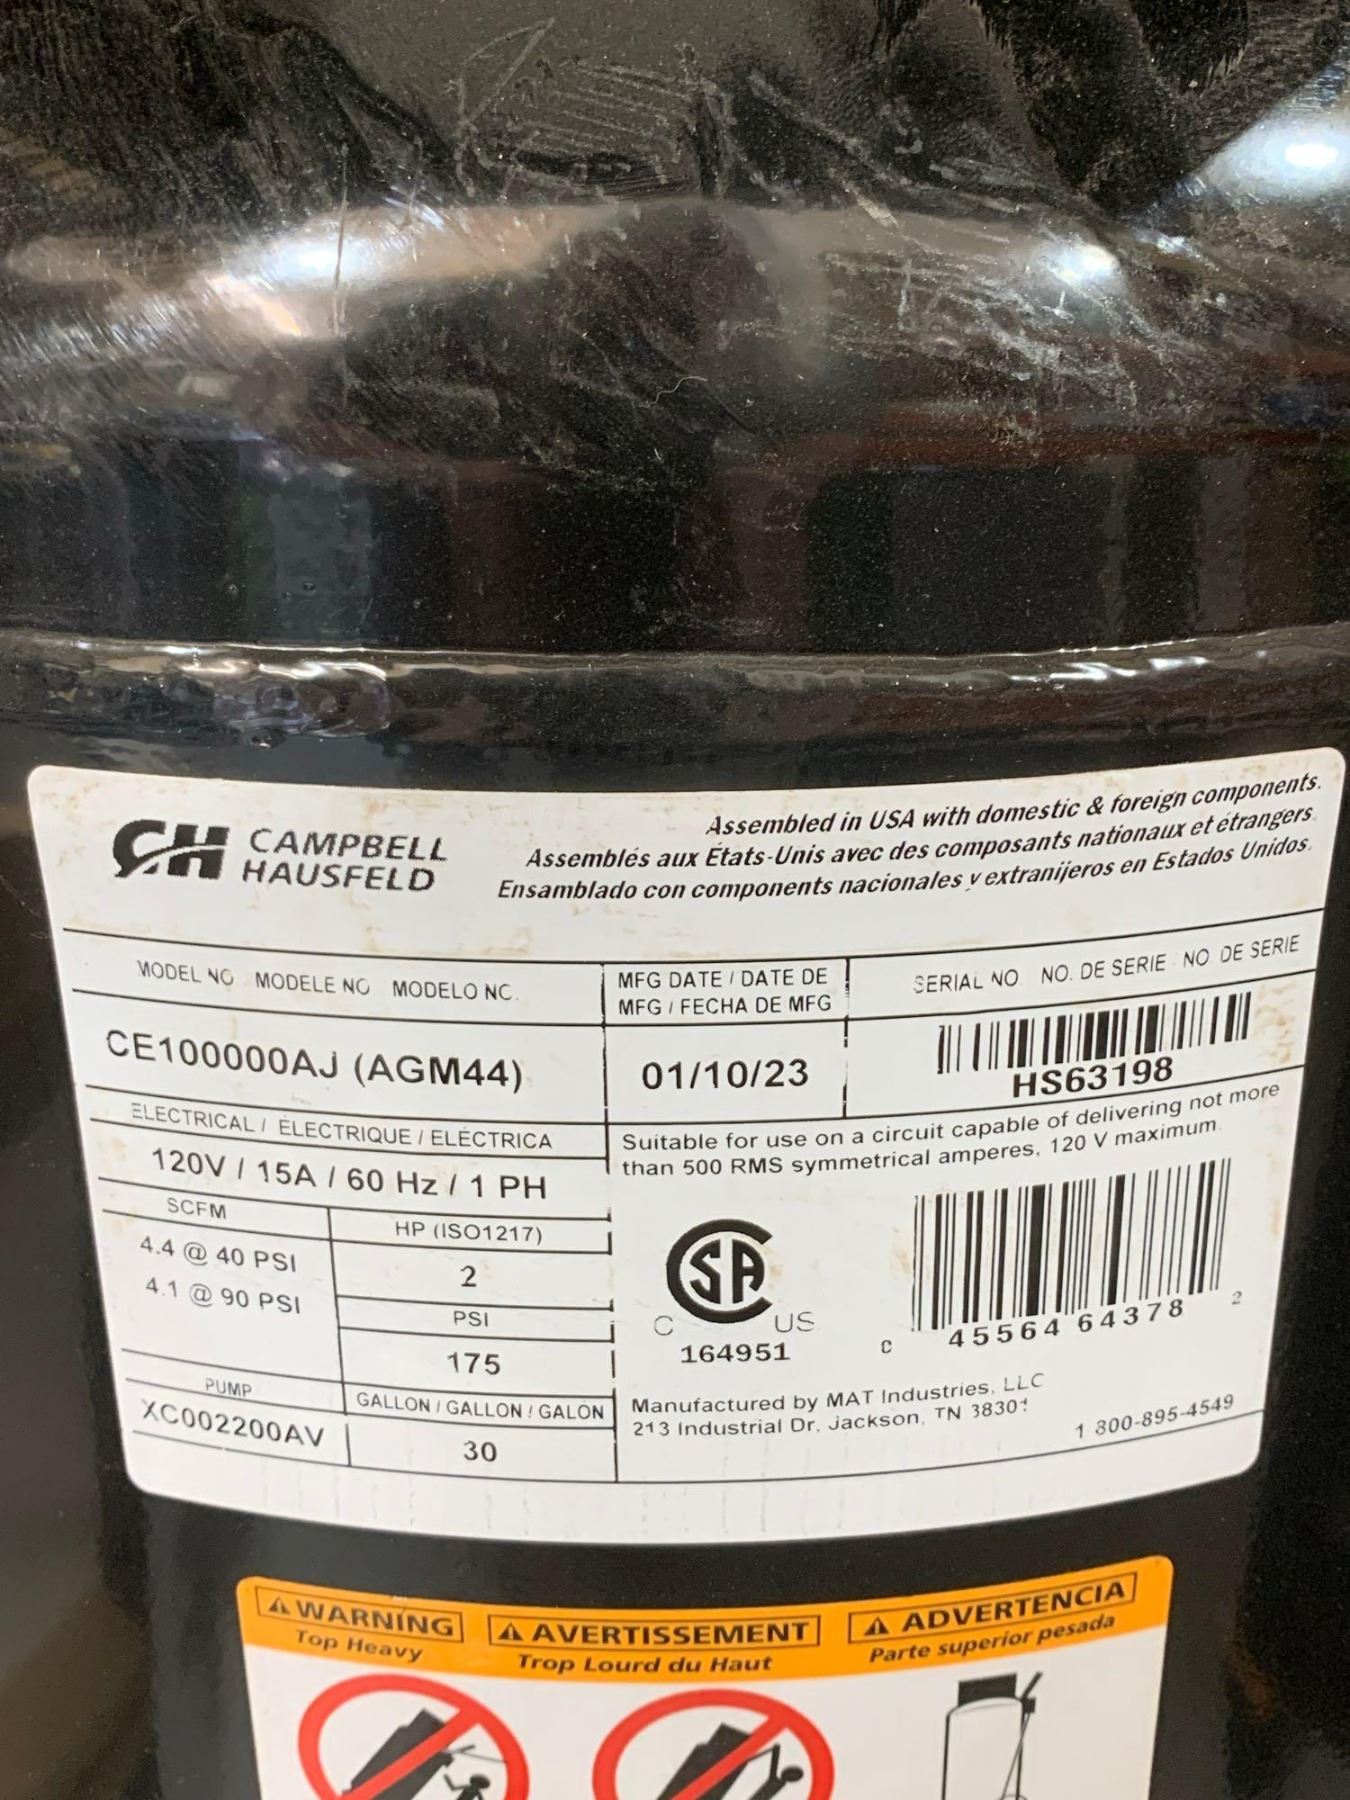 CH CAMPBELL
HAUSFELD
Assembled in USA with domestic & foreign components.
Assemblés aux États-Unis avec des composants nationaux et étrangers.
Ensamblado con componentes nacionales y extranijeros en Estados Unidos.
MODEL NO MODELE NO MODELO NO.
MFG DATE / DATE DE
MFG / FECHA DE MFG
SERIAL NO NO. DE SERIE NO DE SERIE
CE100000AJ (AGM44)
01/10/23
HS63198
ELECTRICAL / ÉLECTRIQUE / ELÉCTRICA
120V / 15A / 60 Hz / 1 PH
Suitable for use on a circuit capable of delivering not more
than 500 RMS symmetrical amperes, 120 V maximum.
SCFM
4.4 @ 40 PSI
4.1 @ 90 PSI
HP (ISO1217)
2
PSI
175
PUMP
XC002200AV
GALLON / GALLON / GALÓN
30
CSA
C US
164951
0 45564 64378 2
Manufactured by MAT Industries, LLC
213 Industrial Dr. Jackson, TN 38301
1 800-895-4549
WARNING
Top Heavy
AVERTISSEMENT
Trop Lourd du Haut
ADVERTENCIA
Parte superior pesada